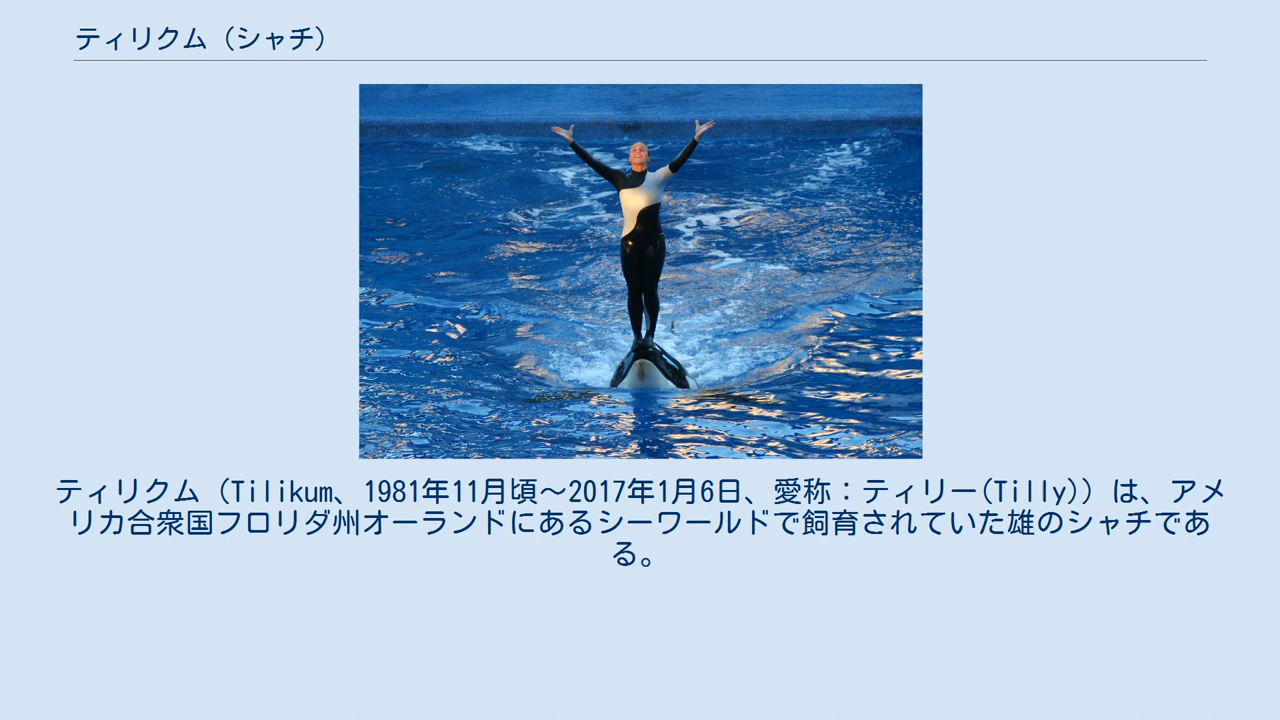 ティリクム（シャチ）
ティリクム（Tilikum、1981年11月頃～2017年1月6日、愛称：ティリー(Tilly)）は、アメ
リカ合衆国フロリダ州オーランドにあるシーワールドで飼育されていた雄のシャチであ
る。